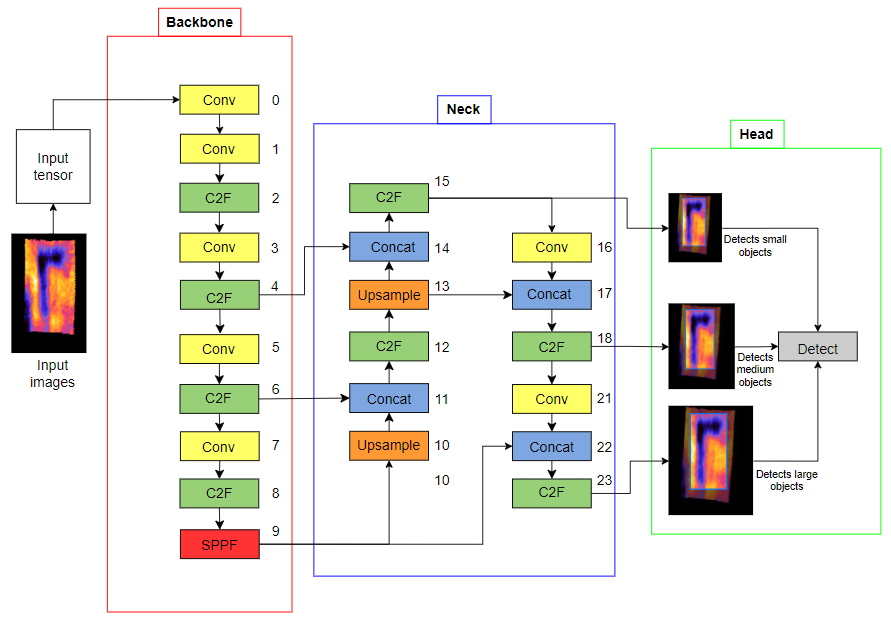 Backbone
Conv 0
Conv 1
C2F 2
Conv 3
C2F 4
Conv 5
C2F 6
Conv 7
C2F 8
SPPF 9
Input
tensor
Input
images
Neck
C2F 15
Concat 14
Upsample 13
C2F 12
Concat 11
Upsample 10
10
Conv 16
Concat 17
C2F 18
Conv 21
Concat 22
C2F 23
Head
Detects small
objects
Detects
medium
objects
Detects large
objects
Detect